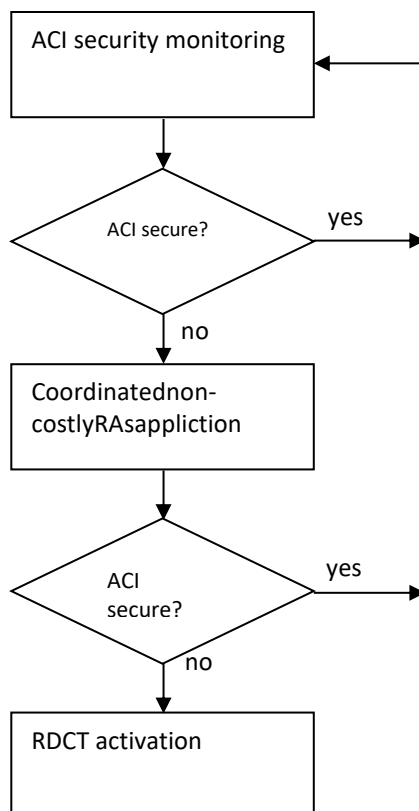 ACI security monitoring
ACI secure?
yes
no
Coordinatednon-
costlyRAsappliction
ACI
secure?
yes
no
RDCT activation